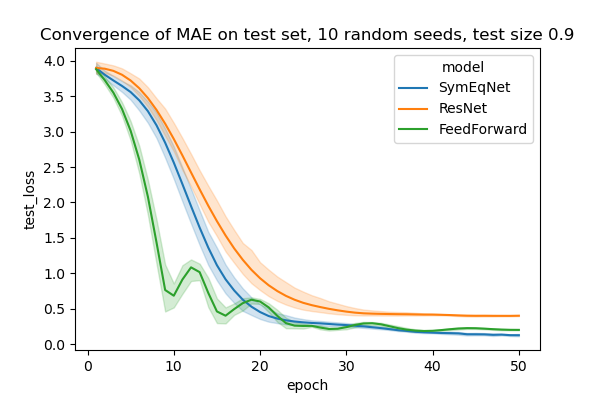 Convergence of MAE on test set, 10 random seeds, test size 0.9
model
SymEqNet
ResNet
FeedForward
test_loss
4.0
3.5
3.0
2.5
2.0
1.5
1.0
0.5
0.0
0 10 20 30 40 50
epoch